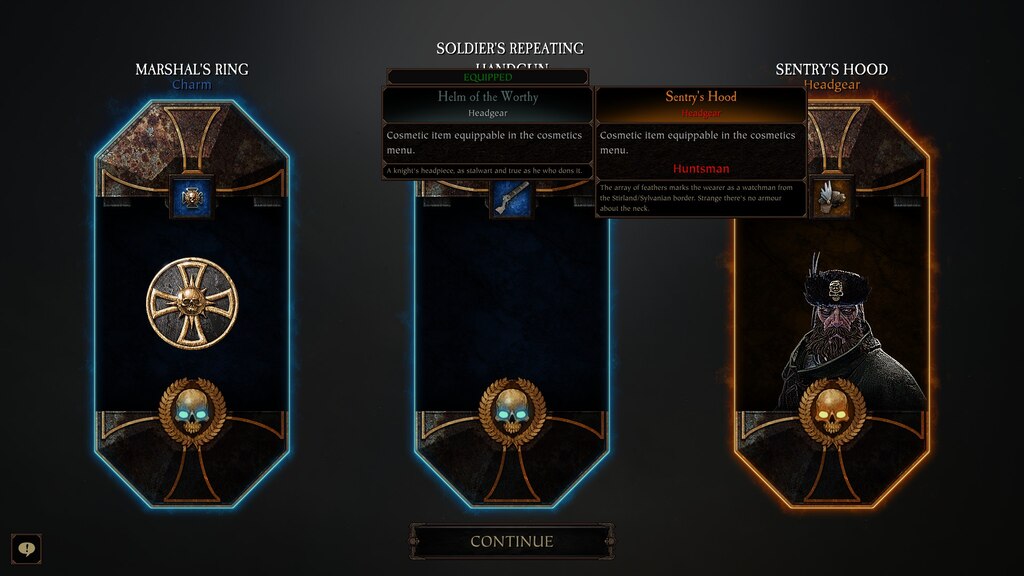 MARSHAL'S RING
Charm
SOLDIER'S REPEATING
HANDGUN
SENTRY'S HOOD
Headgear
EQUIPPED
Helm of the Worthy
Headgear
Cosmetic item equippable in the cosmetics
menu.
A knight's headpiece, as stalwart and true as he who dons it.
Sentry's Hood
Headgear
Cosmetic item equippable in the cosmetics
menu.
Huntsman
The array of feathers marks the wearer as a watchman from
the Stirland/Sylvanian border. Strange there's no armour
about the neck.
CONTINUE